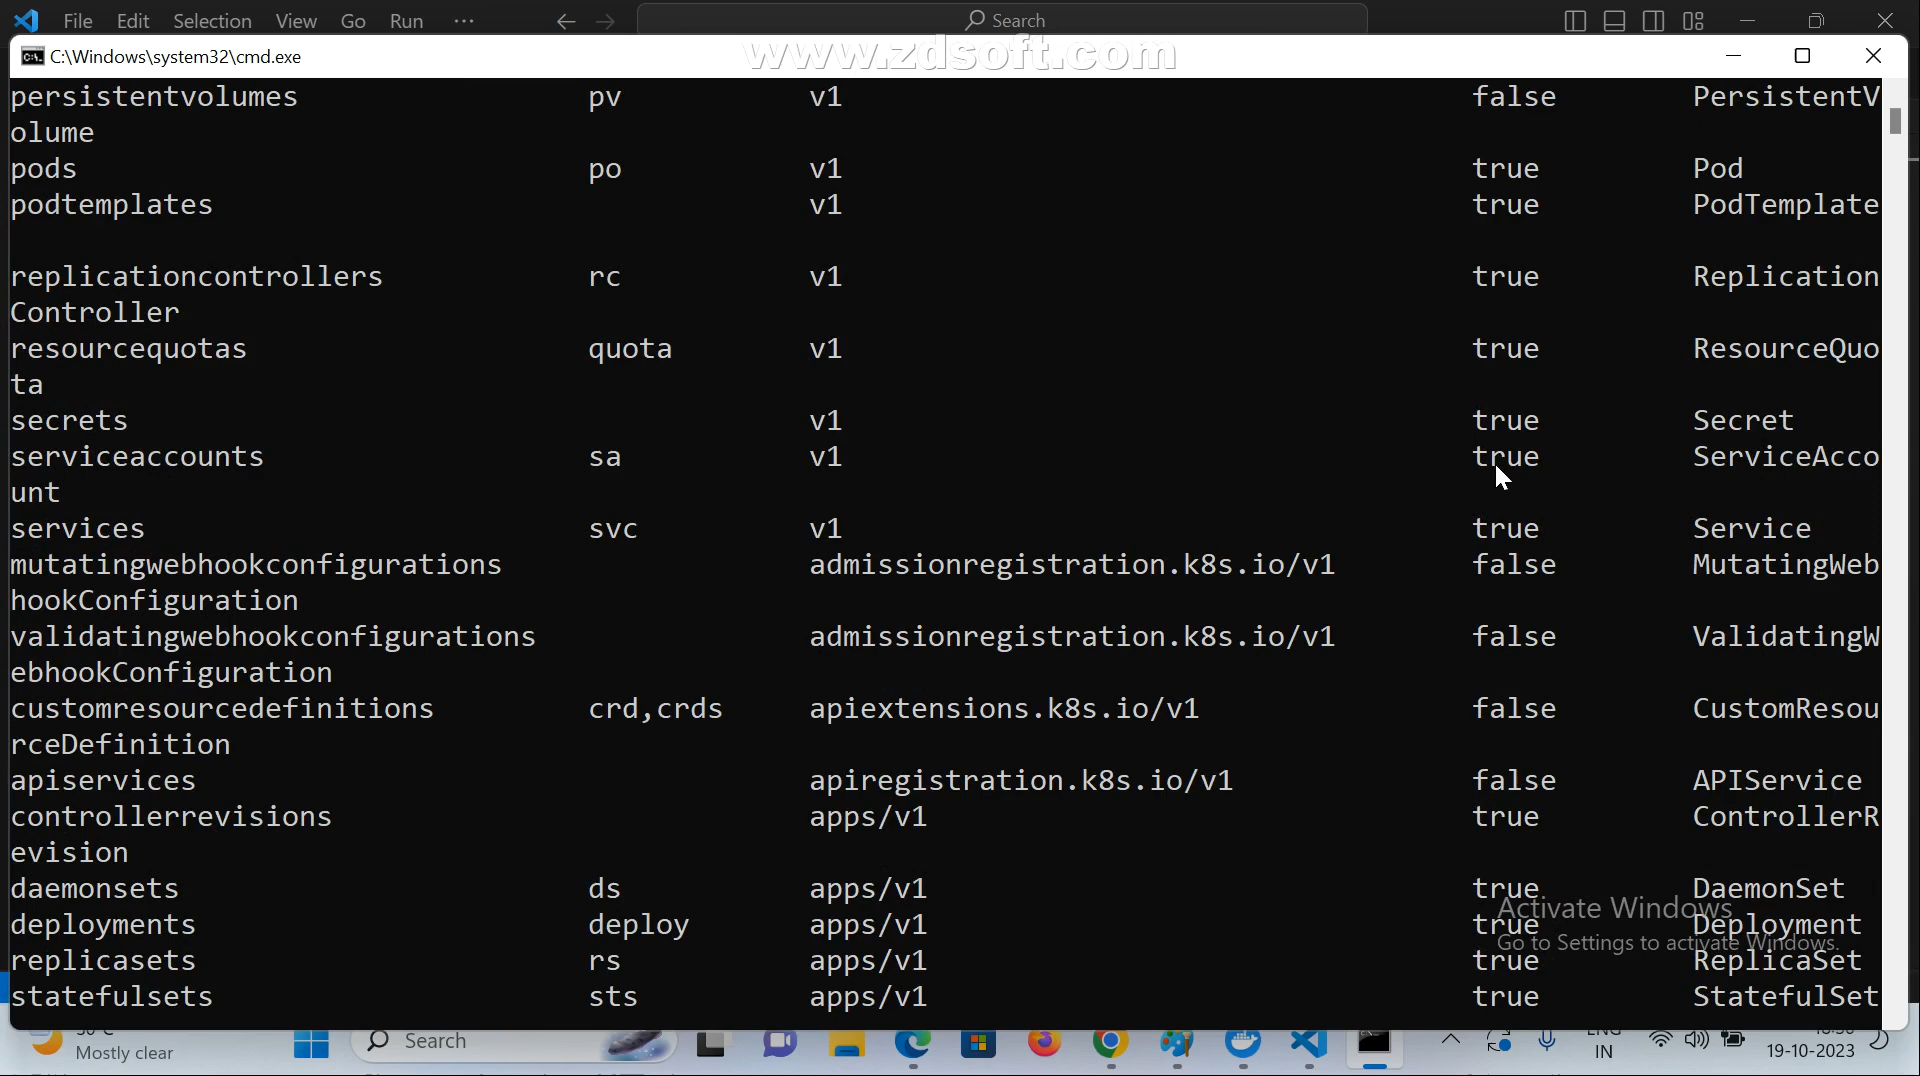 File Edit Selection View Go Run ··· Search
C:\Windows\system32\cmd.exe
www.zdsoft.com
persistentvolumes pv v1 false PersistentV
olume
pods po v1 true Pod
podtemplates v1 true PodTemplate
replicationcontrollers rc v1 true Replication
Controller
resourcequotas quota v1 true ResourceQuo
ta
secrets v1 true Secret
serviceaccounts sa v1 true ServiceAcco
unt
services svc v1 true Service
mutatingwebhookconfigurations admissionregistration.k8s.io/v1 false MutatingWeb
hookConfiguration
validatingwebhookconfigurations admissionregistration.k8s.io/v1 false ValidatingW
ebhookConfiguration
customresourcedefinitions crd,crds apiextensions.k8s.io/v1 false CustomResou
rceDefinition
apiservices apiregistration.k8s.io/v1 false APIService
controllerrevisions apps/v1 true ControllerR
evision
daemonsets ds apps/v1 true DaemonSet
Activate Windows
deployments deploy apps/v1 true Deployment
Go to Settings to activate Windows.
replicasets rs apps/v1 true ReplicaSet
statefulsets sts apps/v1 true StatefulSet
Mostly clear
Search
ENG
IN
19-10-2023